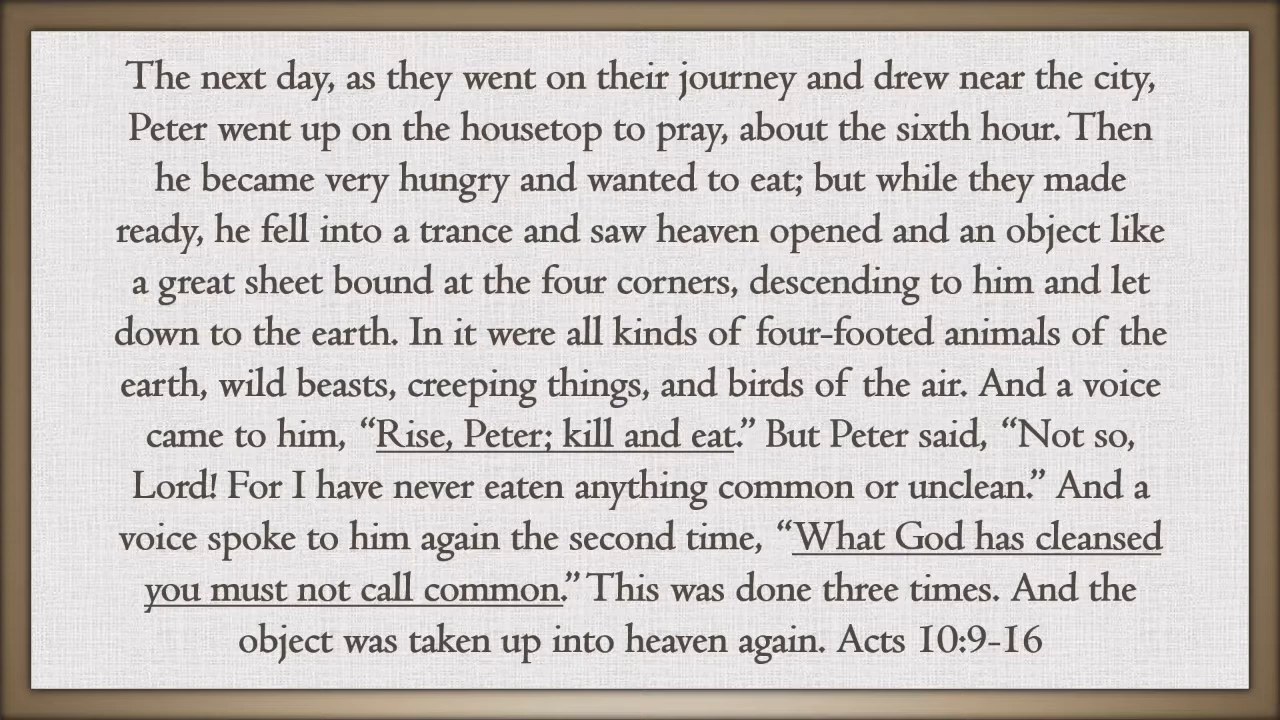 The next day, as they went on their journey and drew near the city,
Peter went up on the housetop to pray, about the sixth hour. Then
he became very hungry and wanted to eat; but while they made
ready, he fell into a trance and saw heaven opened and an object like
a great sheet bound at the four corners, descending to him and let
down to the earth. In it were all kinds of four-footed animals of the
earth, wild beasts, creeping things, and birds of the air. And a voice
came to him, “Rise, Peter; kill and eat.” But Peter said, “Not so,
Lord! For I have never eaten anything common or unclean.” And a
voice spoke to him again the second time, “What God has cleansed
you must not call common.” This was done three times. And the
object was taken up into heaven again. Acts 10:9-16